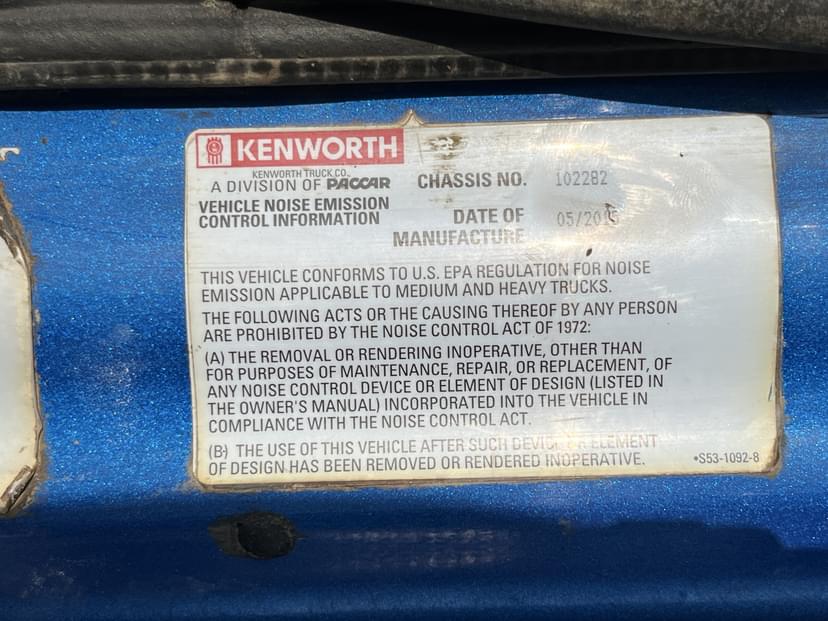 KENWORTH
KENWORTH TRUCK CO.
A DIVISION OF PACCAR
CHASSIS NO. 102282
VEHICLE NOISE EMISSION
CONTROL INFORMATION
DATE OF
MANUFACTURE
05/2015
THIS VEHICLE CONFORMS TO U.S. EPA REGULATION FOR NOISE
EMISSION APPLICABLE TO MEDIUM AND HEAVY TRUCKS.
THE FOLLOWING ACTS OR THE CAUSING THEREOF BY ANY PERSON
ARE PROHIBITED BY THE NOISE CONTROL ACT OF 1972:
(A) THE REMOVAL OR RENDERING INOPERATIVE, OTHER THAN
FOR PURPOSES OF MAINTENANCE, REPAIR, OR REPLACEMENT, OF
ANY NOISE CONTROL DEVICE OR ELEMENT OF DESIGN (LISTED IN
THE OWNER'S MANUAL) INCORPORATED INTO THE VEHICLE IN
COMPLIANCE WITH THE NOISE CONTROL ACT.
(B) THE USE OF THIS VEHICLE AFTER SUCH DEVICE OR ELEMENT
OF DESIGN HAS BEEN REMOVED OR RENDERED INOPERATIVE.
•S53-1092-8